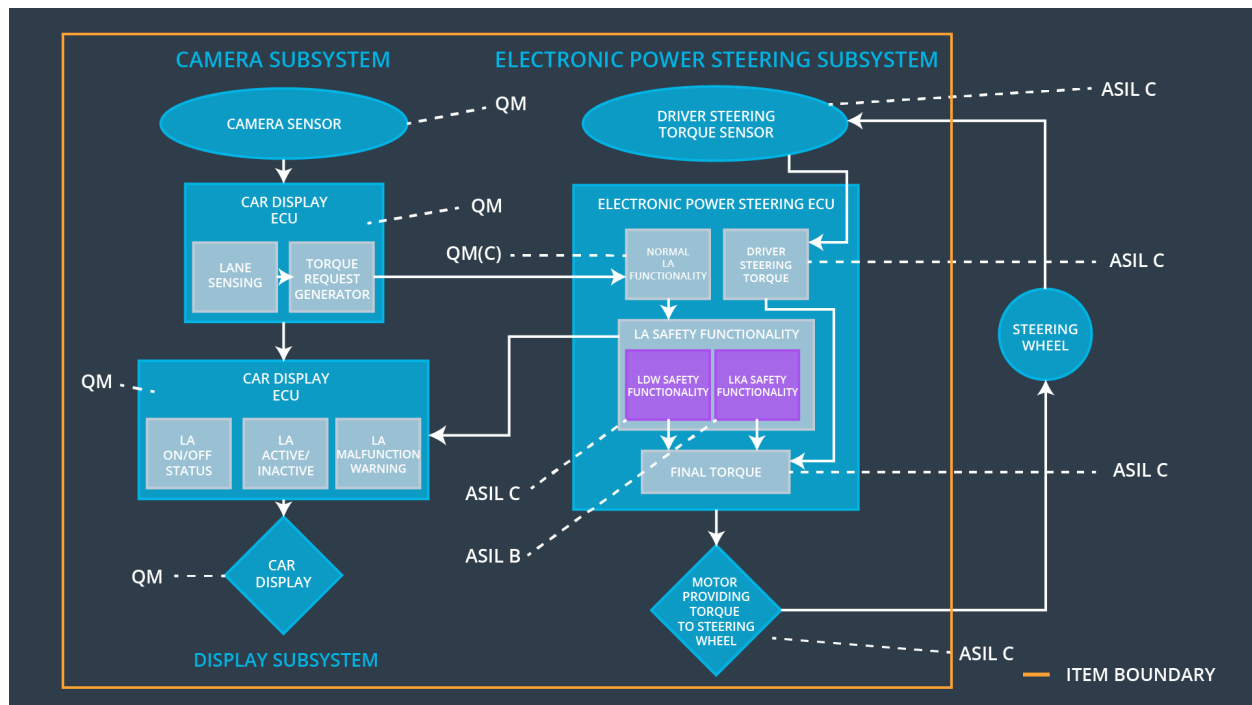 CAMERA SUBSYSTEM
CAMERA SENSOR
QM
CAR DISPLAY
ECU
QM
LANE
SENSING
TORQUE
REQUEST
GENERATOR
CAR DISPLAY
ECU
QM
LA
ON/OFF
STATUS
LA
ACTIVE/
INACTIVE
LA
MALFUNCTION
WARNING
CAR
DISPLAY
QM
DISPLAY SUBSYSTEM
ELECTRONIC POWER STEERING SUBSYSTEM
DRIVER STEERING
TORQUE SENSOR
ASIL C
ELECTRONIC POWER STEERING ECU
QM(C)
NORMAL
LA
FUNCTIONALITY
DRIVER
STEERING
TORQUE
ASIL C
LA SAFETY FUNCTIONALITY
LDW SAFETY
FUNCTIONALITY
LKA SAFETY
FUNCTIONALITY
ASIL C
ASIL B
FINAL TORQUE
ASIL C
MOTOR
PROVIDING
TORQUE
TO STEERING
WHEEL
ASIL C
STEERING
WHEEL
ITEM BOUNDARY